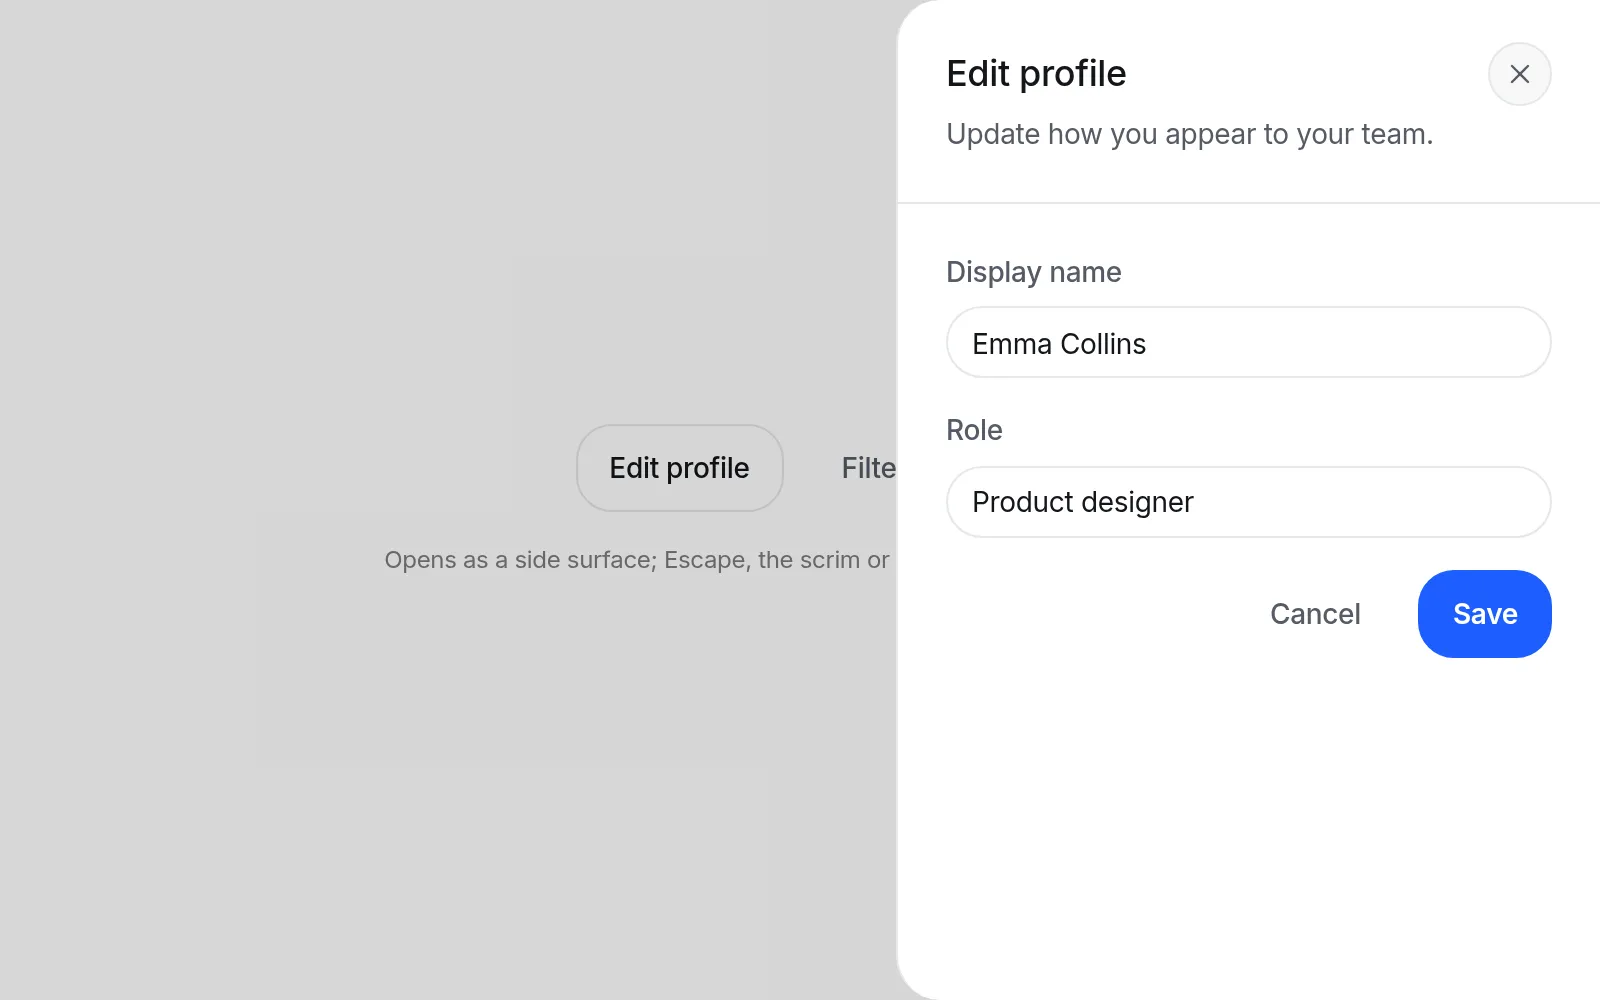 Edit profile
Update how you appear to your team.
Display name
Emma Collins
Role
Product designer
Cancel
Save
Edit profile
Filte
Opens as a side surface; Escape, the scrim or